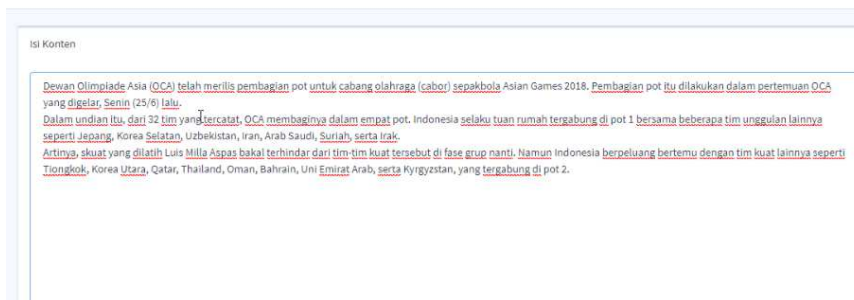 Isi Konten
Dewan Olimpiade Asia (OCA) telah merilis pembagian pot untuk cabang olahraga (cabor) sepakbola Asian Games 2018. Pembagian pot itu dilakukan dalam pertemuan OCA
yang digelar, Senin (25/6) lalu.
Dalam undian itu, dari 32 tim yang tercatat, OCA membaginya dalam empat pot. Indonesia selaku tuan rumah tergabung di pot 1 bersama beberapa tim unggulan lainnya
seperti Jepang, Korea Selatan, Uzbekistan, Iran, Arab Saudi, Suriah, serta Irak.
Artinya, skuat yang dilatih Luis Milla Aspas bakal terhindar dari tim-tim kuat tersebut di fase grup nanti. Namun Indonesia berpeluang bertemu dengan tim kuat lainnya seperti
Tiongkok, Korea Utara, Qatar, Thailand, Oman, Bahrain, Uni Emirat Arab, serta Kyrgyzstan, yang tergabung di pot 2.